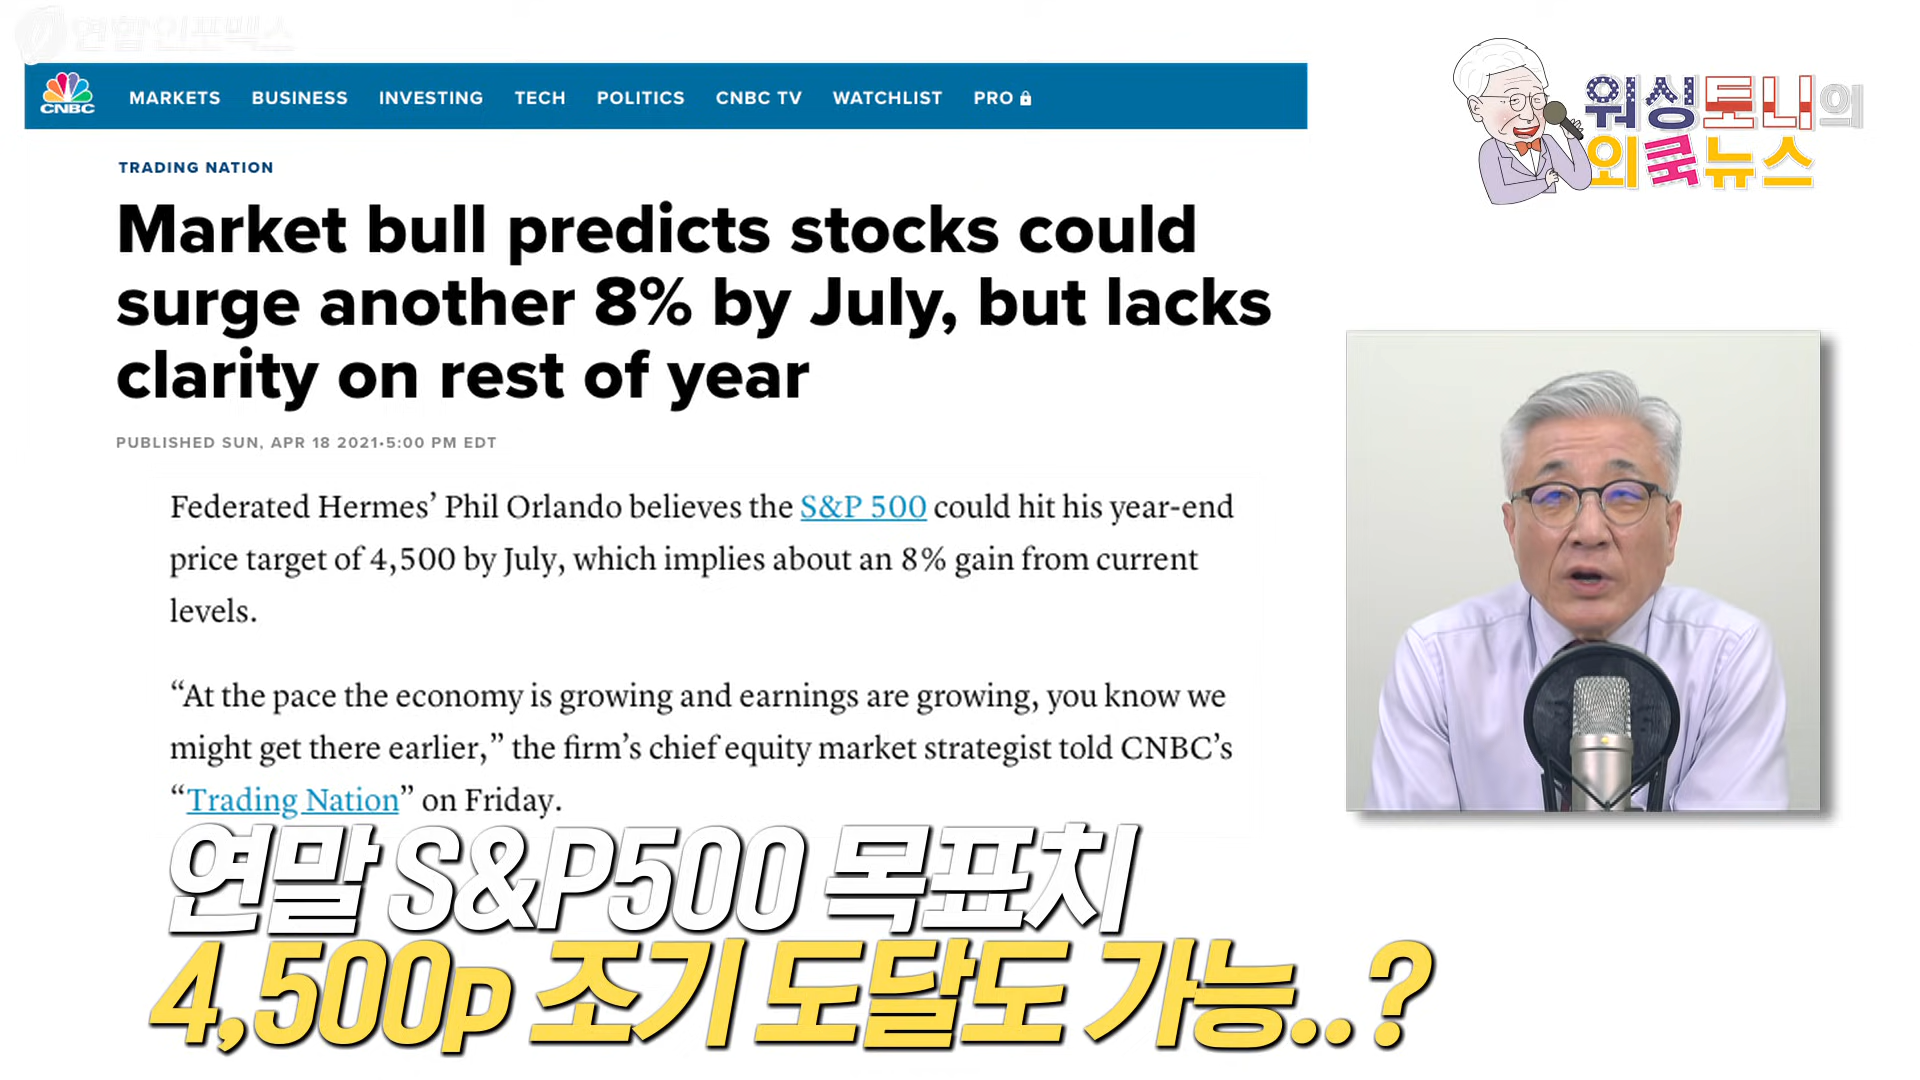 연합인포맥스
CNBC
MARKETS BUSINESS INVESTING TECH POLITICS CNBC TV WATCHLIST PRO
워싱토니의
외쿡뉴스
TRADING NATION
Market bull predicts stocks could
surge another 8% by July, but lacks
clarity on rest of year
PUBLISHED SUN, APR 18 2021•5:00 PM EDT
Federated Hermes’ Phil Orlando believes the S&P 500 could hit his year-end
price target of 4,500 by July, which implies about an 8% gain from current
levels.
“At the pace the economy is growing and earnings are growing, you know we
might get there earlier,” the firm’s chief equity market strategist told CNBC’s
“Trading Nation” on Friday.
연말 S&P500 목표치
4,500p 조기 도달도 가능..?